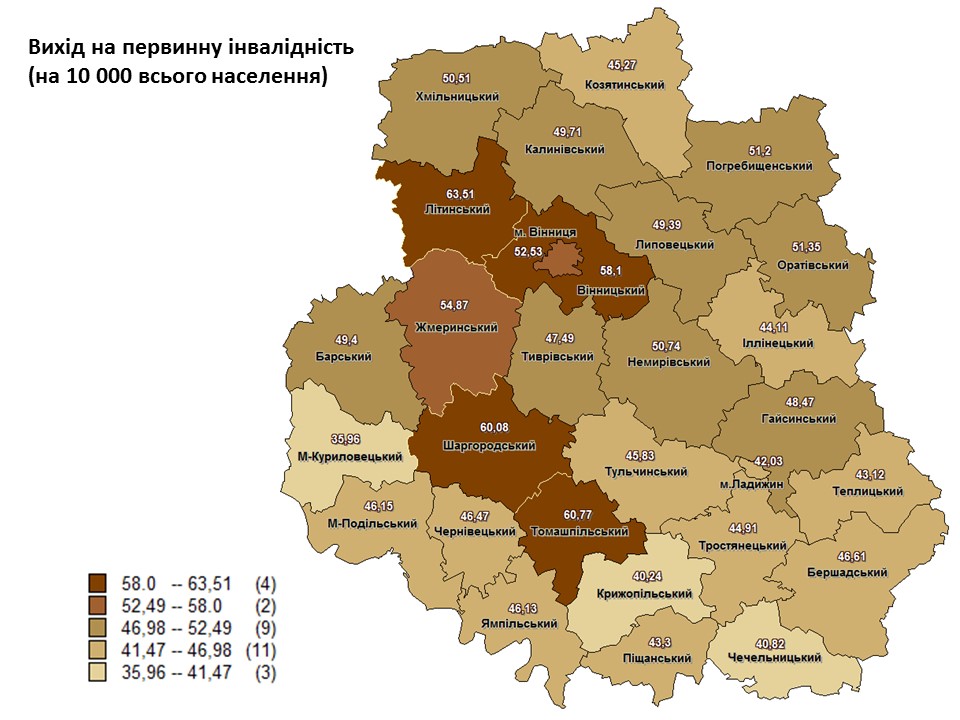 Вихід на первинну інвалідність
(на 10 000 всього населення)
45,27
Козятинський
50,51
Хмільницький
49,71
Калинівський
51,2
Погребищенський
63,51
Літинський
м. Вінниця
52,53
58,1
Вінницький
49,39
Липовецький
51,35
Оратівський
54,87
Жмеринський
44,11
Іллінецький
49,4
Барський
47,49
Тиврівський
50,74
Немирівський
48,47
Гайсинський
60,08
Шаргородський
35,96
М-Куриловецький
45,83
Тульчинський
42,03
м.Ладижин
43,12
Теплицький
46,15
М-Подільський
46,47
Чернівецький
60,77
Томашпільський
44,91
Тростянецький
46,61
Бершадський
40,24
Крижопільський
46,13
Ямпільський
43,3
Піщанський
40,82
Чечельницький
58.0 -- 63,51 (4)
52,49 -- 58.0 (2)
46,98 -- 52,49 (9)
41,47 -- 46,98 (11)
35,96 -- 41,47 (3)